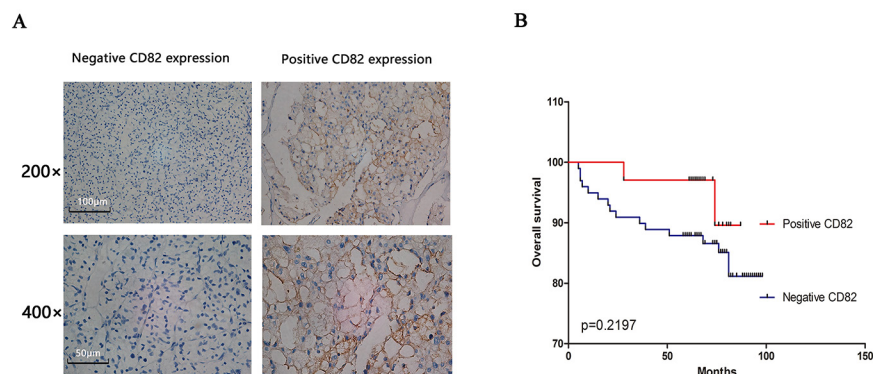 A
B
Negative CD82 expression
Positive CD82 expression
200×
100μm
400×
50μm
110
100
90
80
70
Overall survival
Positive CD82
Negative CD82
p=0.2197
0
50
100
150
Months